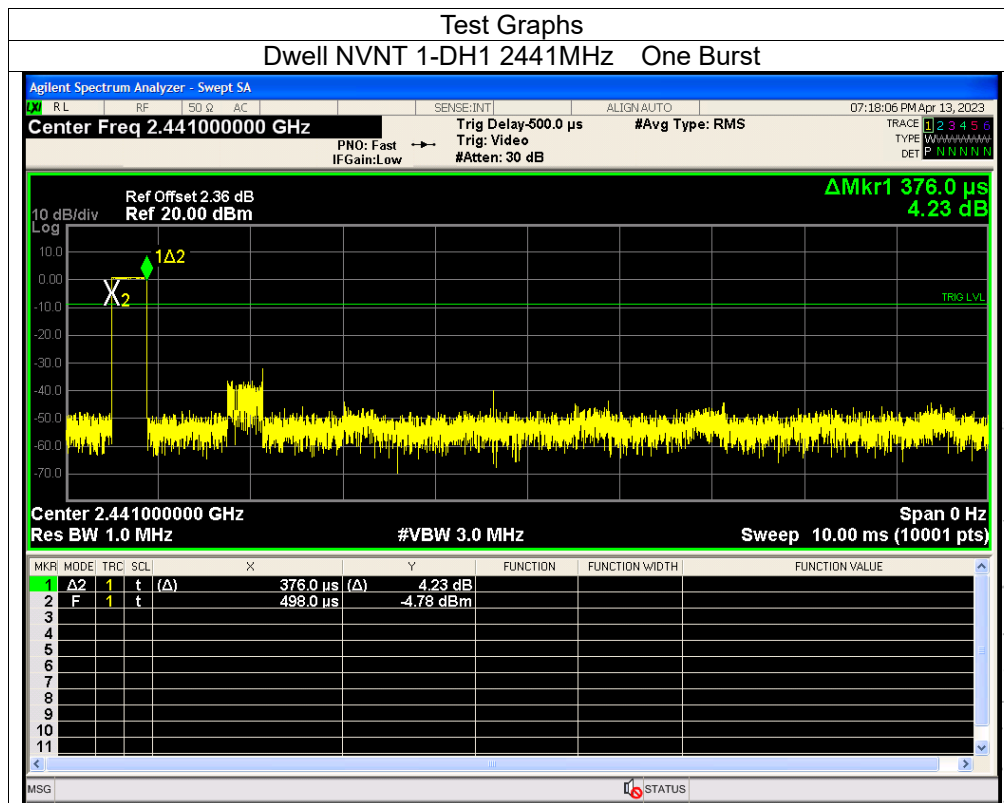 Test Graphs
Dwell NVNT 1-DH1 2441MHz One Burst
Agilent Spectrum Analyzer - Swept SA
LXI RL RF 50 Ω AC SENSE:INT ALIGN AUTO 07:18:06 PM Apr 13, 2023
Center Freq 2.441000000 GHz Trig Delay-500.0 µs #Avg Type: RMS TRACE 1 2 3 4 5 6
PNO: Fast Trig: Video TYPE WWWWWW
IFGain:Low #Atten: 30 dB DET P N N N N N
ΔMkr1 376.0 µs
4.23 dB
Ref Offset 2.36 dB
10 dB/div Ref 20.00 dBm
Log
10.0
1Δ2
0.00
2
TRIG LVL
-10.0
-20.0
-30.0
-40.0
-50.0
-60.0
-70.0
Center 2.441000000 GHz Span 0 Hz
Res BW 1.0 MHz #VBW 3.0 MHz Sweep 10.00 ms (10001 pts)
MKR MODE TRC SCL X Y FUNCTION FUNCTION WIDTH FUNCTION VALUE
1 Δ2 1 t (Δ) 376.0 µs (Δ) 4.23 dB
2 F 1 t 498.0 µs -4.78 dBm
3
4
5
6
7
8
9
10
11
MSG STATUS